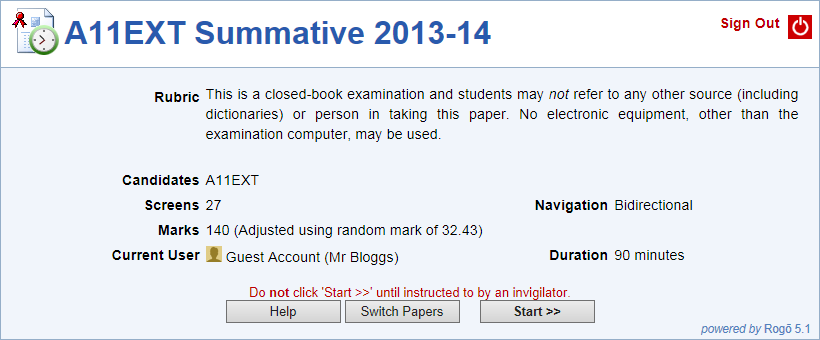 A11EXT Summative 2013-14
Sign Out
Rubric This is a closed-book examination and students may not refer to any other source (including
dictionaries) or person in taking this paper. No electronic equipment, other than the
examination computer, may be used.
Candidates A11EXT
Screens 27 Navigation Bidirectional
Marks 140 (Adjusted using random mark of 32.43)
Current User Guest Account (Mr Bloggs) Duration 90 minutes
Do not click 'Start >>' until instructed to by an invigilator.
Help Switch Papers Start >>
powered by Rogō 5.1